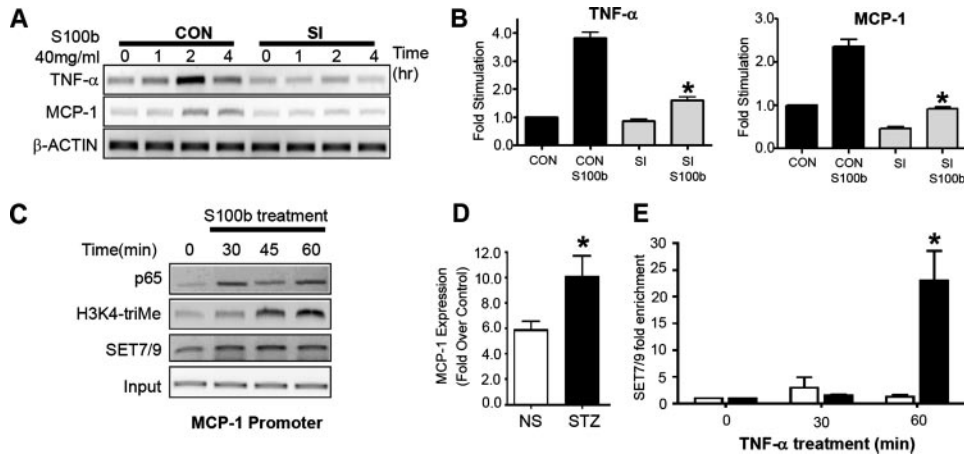 A
S100b
CON
SI
40mg/ml
0 1 2 4
0 1 2 4
Time
(hr)
TNF-α
MCP-1
β-ACTIN
B
TNF-α
Fold Stimulation
4.0
3.0
2.0
1.0
0.0
CON
CON
S100b
SI
SI
S100b
*
MCP-1
Fold Stimulation
3.0
2.0
1.0
0.0
CON
CON
S100b
SI
SI
S100b
*
C
S100b treatment
Time(min) 0 30 45 60
p65
H3K4-triMe
SET7/9
Input
MCP-1 Promoter
D
MCP-1 Expression
(Fold Over Control)
12.0
10.0
8.0
6.0
4.0
2.0
0.0
*
NS
STZ
E
SET7/9 fold enrichment
30
25
20
15
10
5
0
*
0
30
60
TNF-α treatment (min)